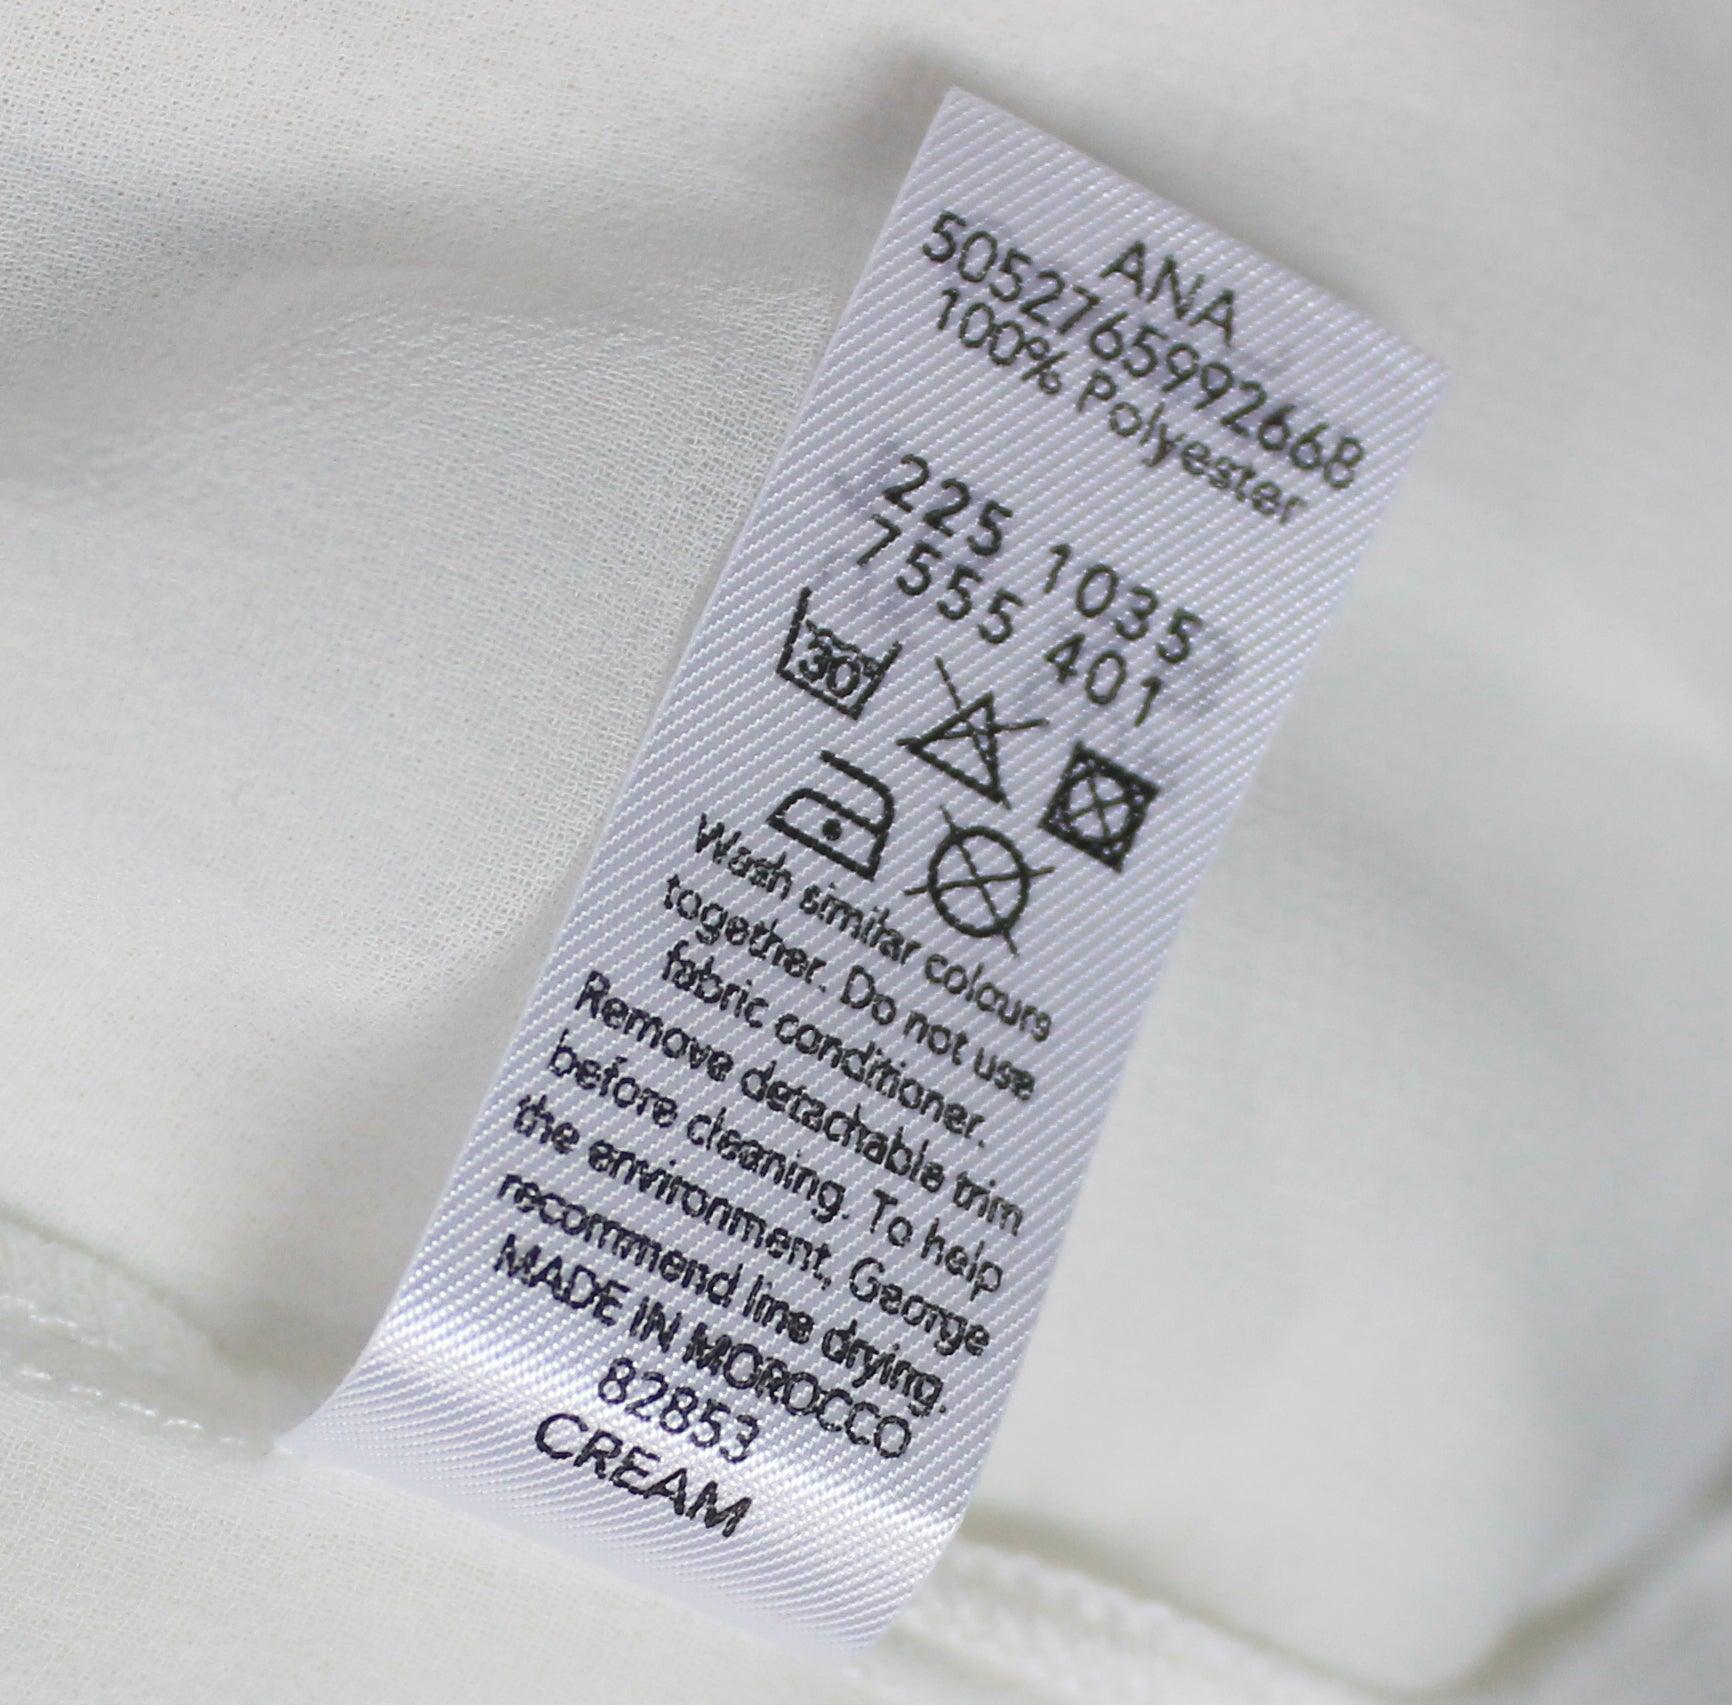 ANA
5052765992668
100% Polyester
225 1035
7555 401
30°
Wash similar colours
together. Do not use
fabric conditioner.
Remove detachable trim
before cleaning. To help
the environment, George
recommend line drying.
MADE IN MOROCCO
82853
CREAM